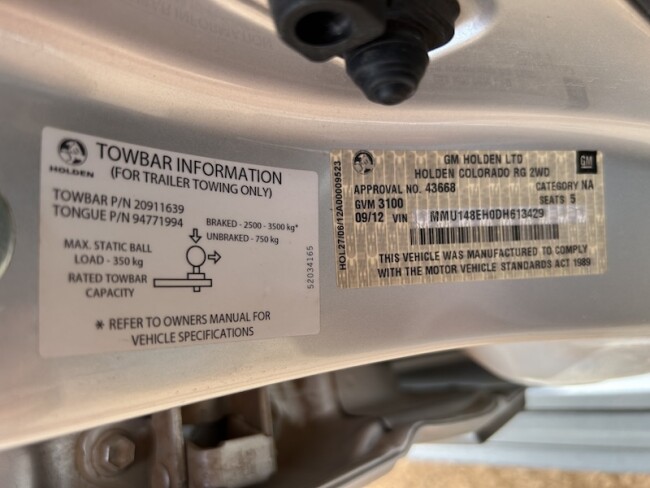 HOLDEN
TOWBAR INFORMATION
(FOR TRAILER TOWING ONLY)
TOWBAR P/N 20911639
TONGUE P/N 94771994
BRAKED - 2500 - 3500 kg*
UNBRAKED - 750 kg
MAX. STATIC BALL
LOAD - 350 kg
RATED TOWBAR
CAPACITY
52034165
* REFER TO OWNERS MANUAL FOR
VEHICLE SPECIFICATIONS
HOL27/06/12A00009523
GM HOLDEN LTD
GM
HOLDEN COLORADO RG 2WD
APPROVAL NO. 43668 CATEGORY NA
GVM 3100 SEATS 5
09/12 VIN MMU148EH0DH613429
THIS VEHICLE WAS MANUFACTURED TO COMPLY
WITH THE MOTOR VEHICLE STANDARDS ACT 1989